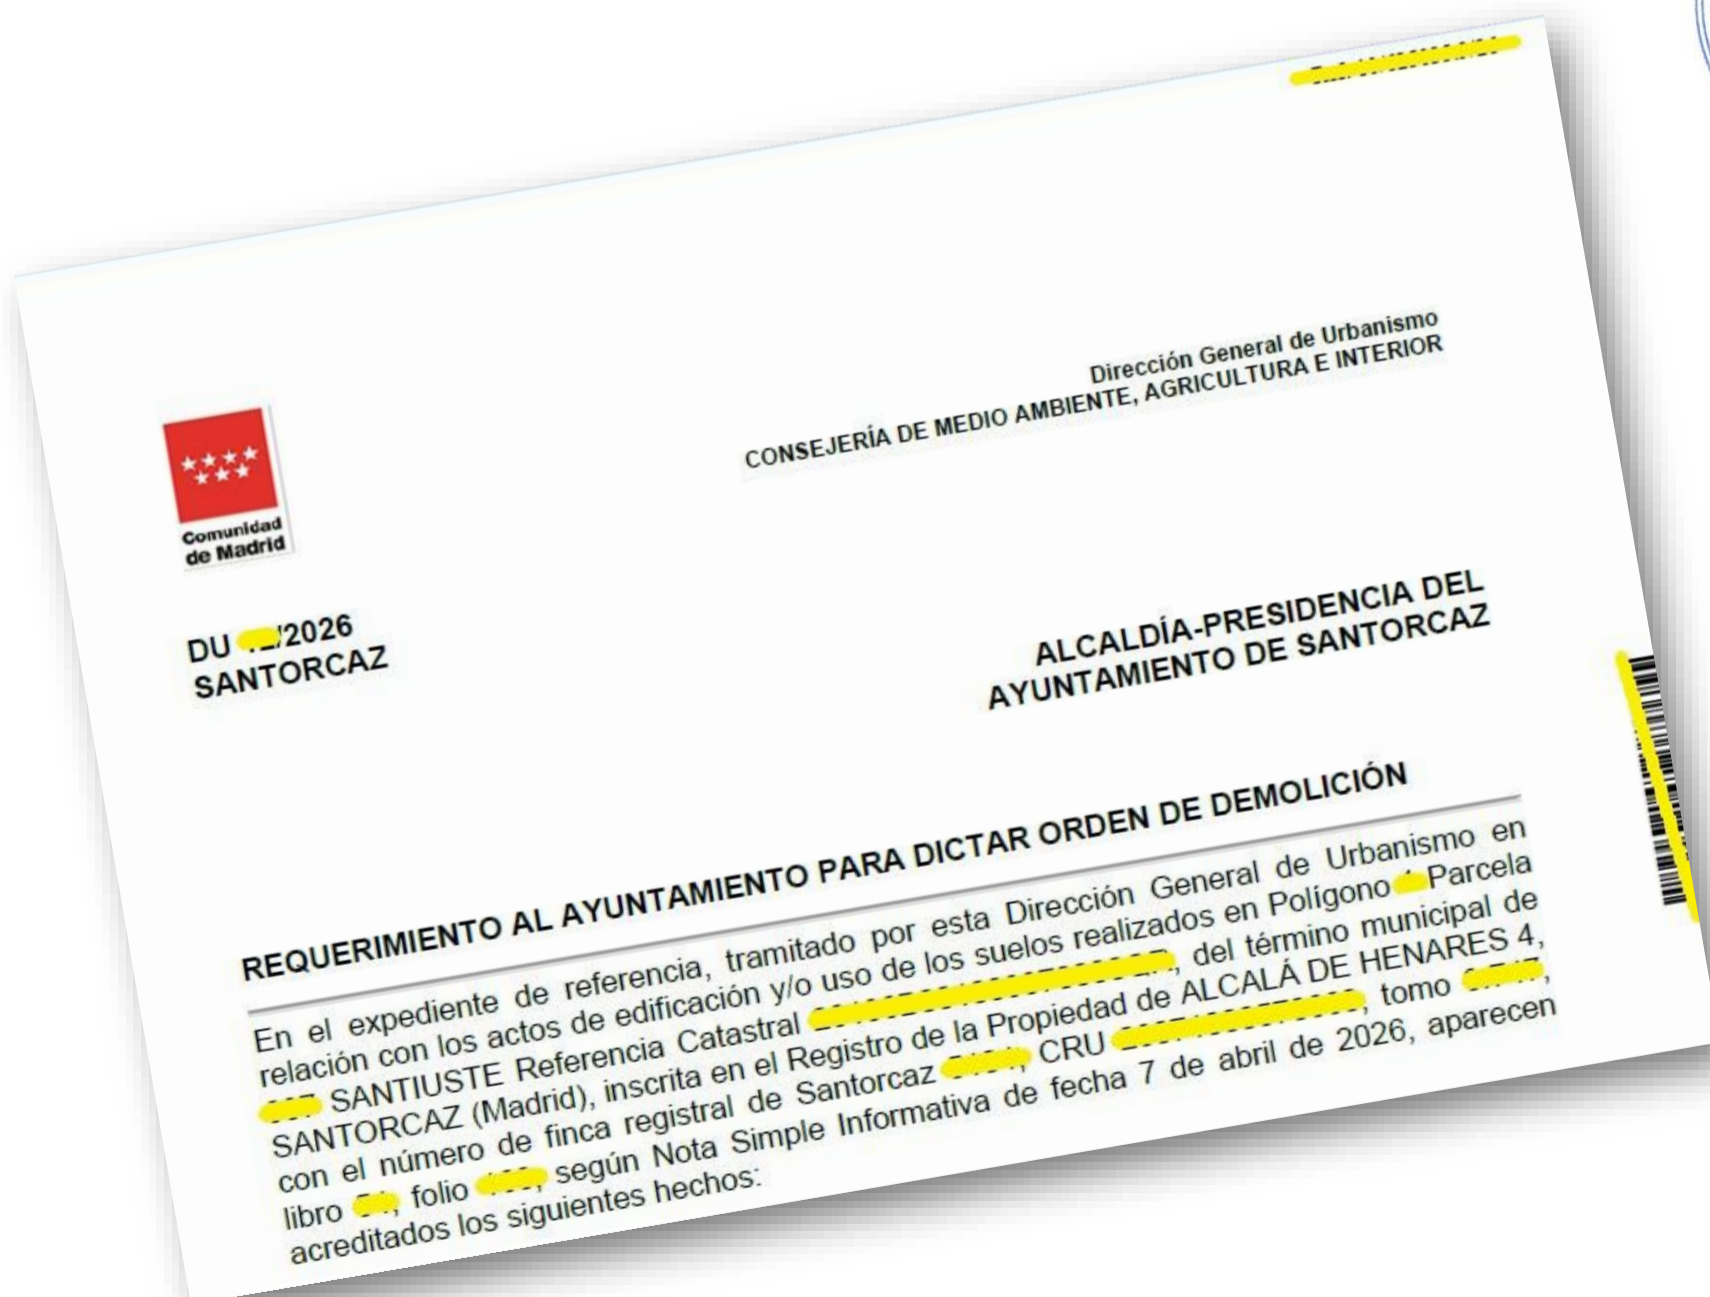 Dirección General de Urbanismo
CONSEJERÍA DE MEDIO AMBIENTE, AGRICULTURA E INTERIOR
Comunidad
de Madrid
DU /2026
SANTORCAZ
ALCALDÍA-PRESIDENCIA DEL
AYUNTAMIENTO DE SANTORCAZ
REQUERIMIENTO AL AYUNTAMIENTO PARA DICTAR ORDEN DE DEMOLICIÓN
En el expediente de referencia, tramitado por esta Dirección General de Urbanismo en
relación con los actos de edificación y/o uso de los suelos realizados en Polígono Parcela
SANTIUSTE Referencia Catastral , del término municipal de
SANTORCAZ (Madrid), inscrita en el Registro de la Propiedad de ALCALÁ DE HENARES 4,
con el número de finca registral de Santorcaz , CRU , tomo ,
libro , folio , según Nota Simple Informativa de fecha 7 de abril de 2026, aparecen
acreditados los siguientes hechos: